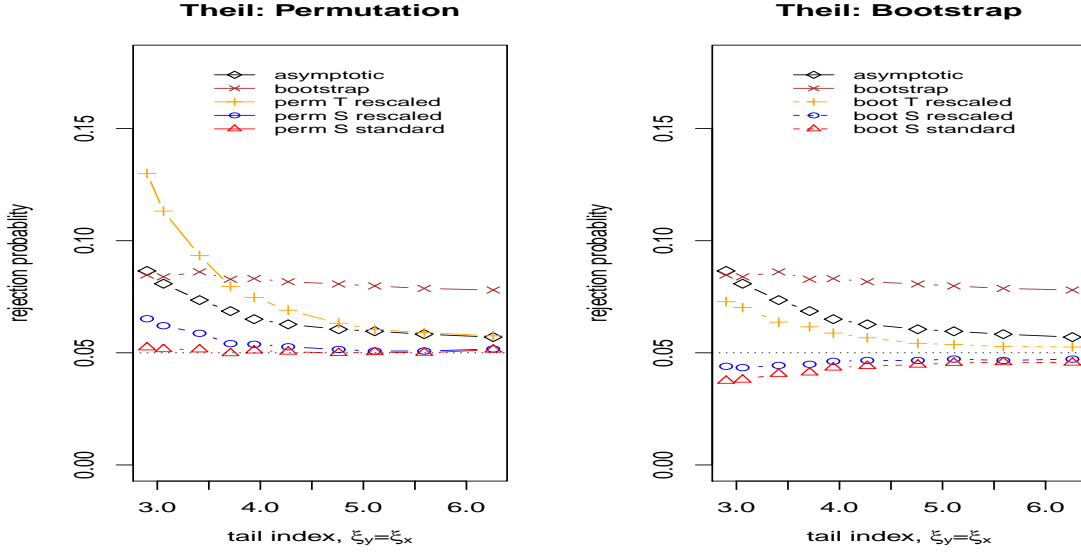 Theil: Permutation
asymptotic
bootstrap
perm T rescaled
perm S rescaled
perm S standard
rejection probablity
0.15
0.10
0.05
0.00
3.0 4.0 5.0 6.0
tail index, ξy=ξx
Theil: Bootstrap
asymptotic
bootstrap
boot T rescaled
boot S rescaled
boot S standard
rejection probablity
0.15
0.10
0.05
0.00
3.0 4.0 5.0 6.0
tail index, ξy=ξx